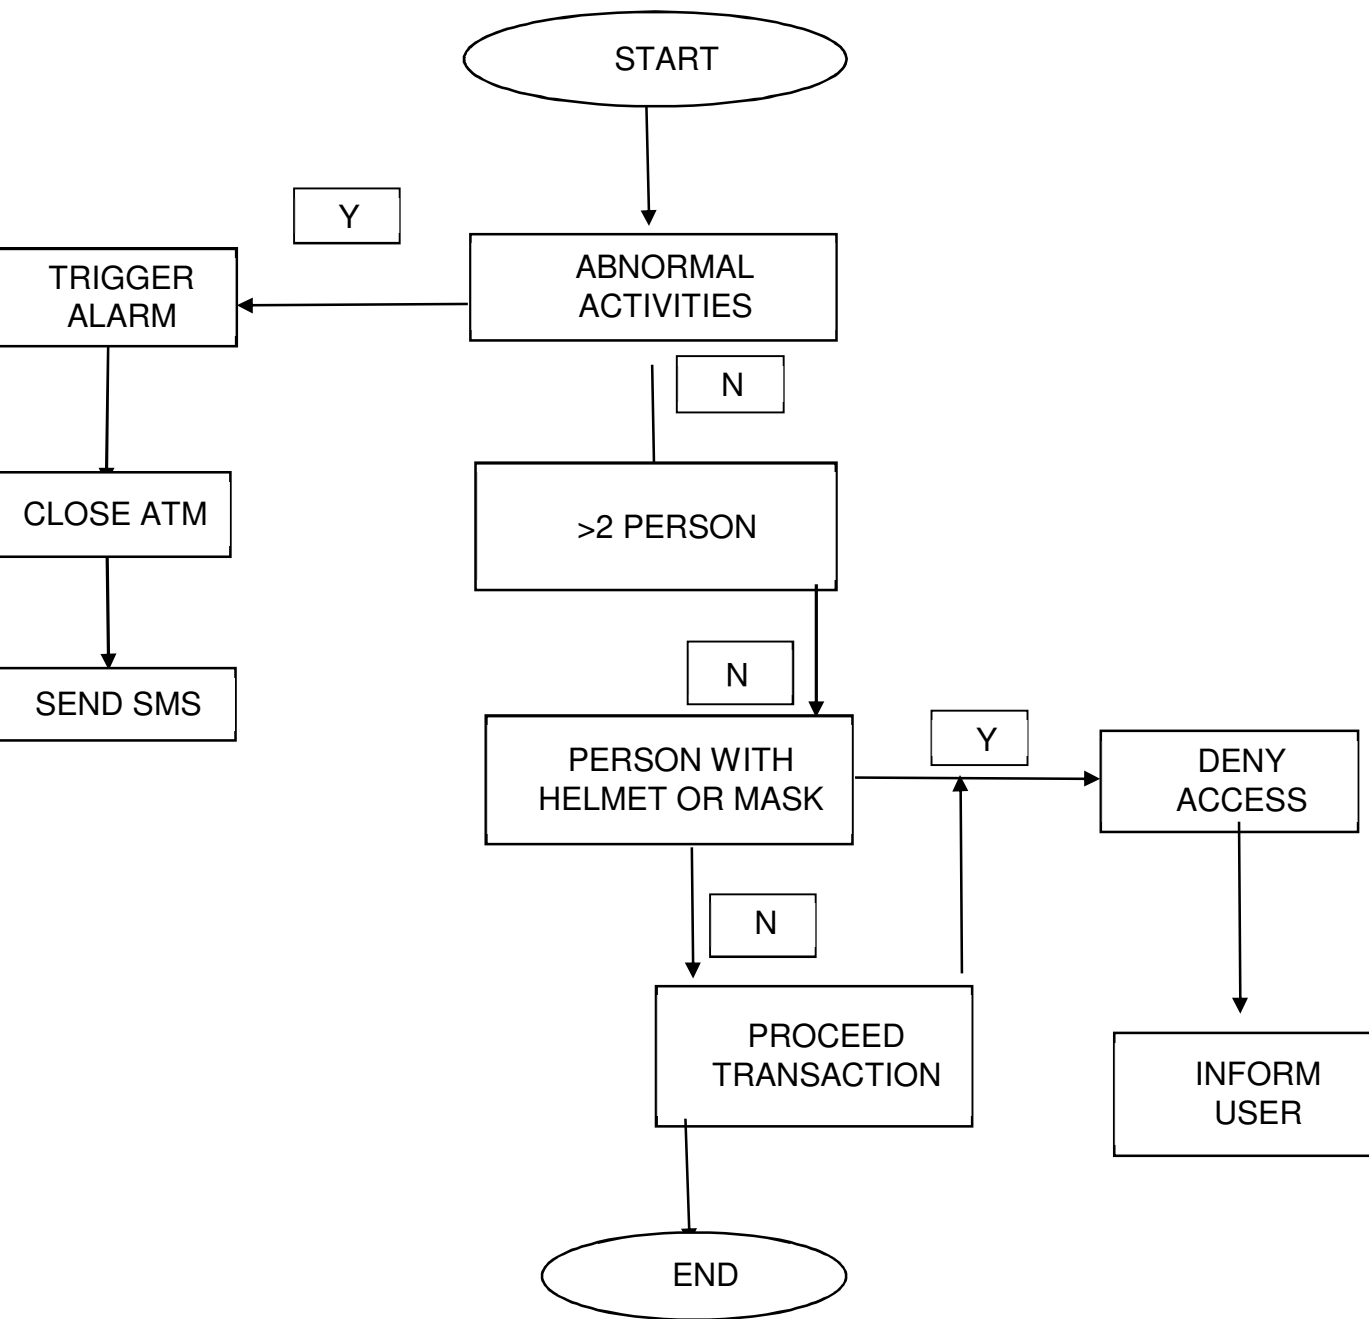 START
Y
TRIGGER
ALARM
ABNORMAL
ACTIVITIES
N
CLOSE ATM
>2 PERSON
SEND SMS
N
PERSON WITH
HELMET OR MASK
Y
DENY
ACCESS
N
PROCEED
TRANSACTION
INFORM
USER
END